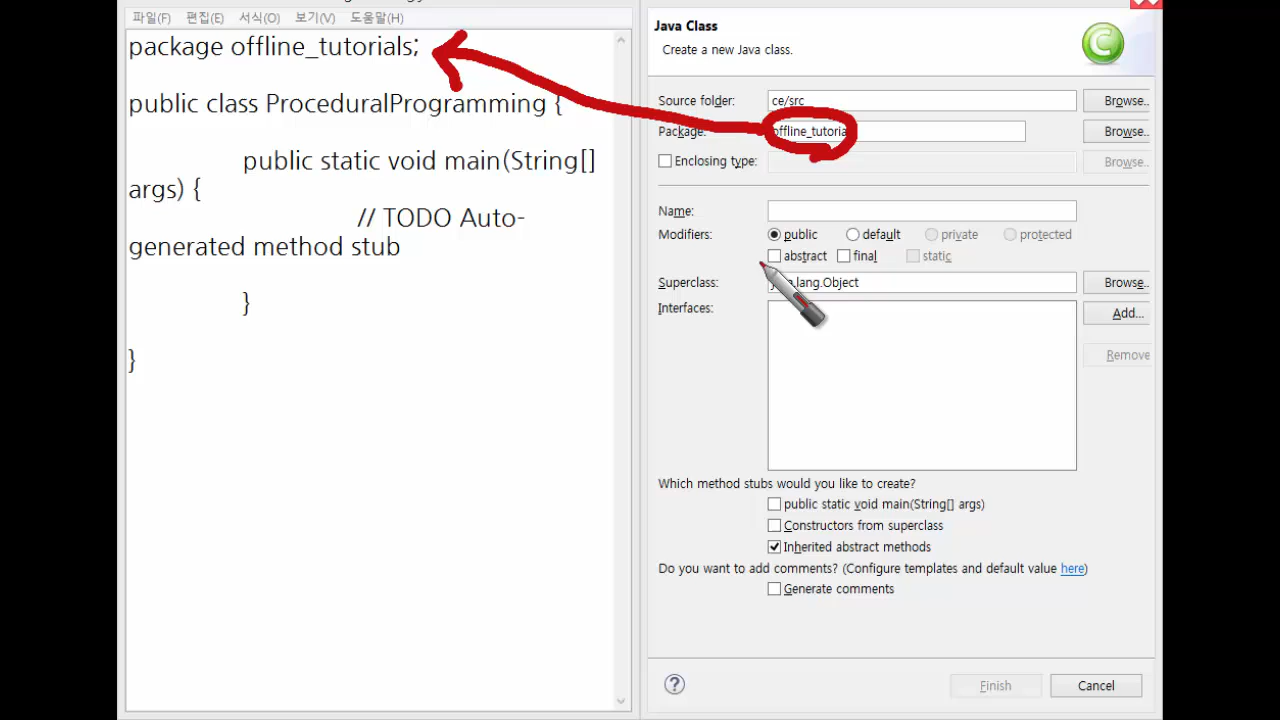 파일(F) 편집(E) 서식(O) 보기(V) 도움말(H)
package offline_tutorials;
public class ProceduralProgramming {
public static void main(String[]
args) {
// TODO Auto-
generated method stub
}
}
Java Class
Create a new Java class.
Source folder: ce/src Browse..
Package: offline_tutoria Browse..
Enclosing type: Browse..
Name:
Modifiers: public default private protected
abstract final static
Superclass: lang.Object Browse..
Interfaces: Add...
Remove
Which method stubs would you like to create?
public static void main(String[] args)
Constructors from superclass
Inherited abstract methods
Do you want to add comments? (Configure templates and default value here)
Generate comments
? Finish Cancel